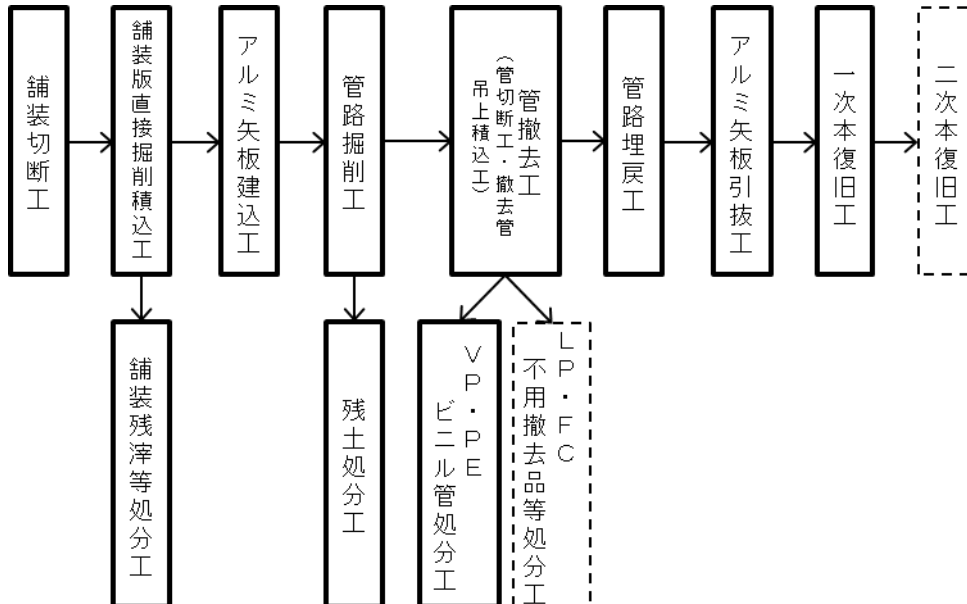 舗装切断工
舗装版直接掘削積込工
アルミ矢板建込工
管路掘削工
管撤去工
（管切断工・撤去管
吊上積込工）
管路埋戻工
アルミ矢板引抜工
一次本復旧工
二次本復旧工
舗装残滓等処分工
残土処分工
ＶＰ・ＰＥ
ビニル管処分工
ＬＰ・ＦＣ
不用撤去品等処分工